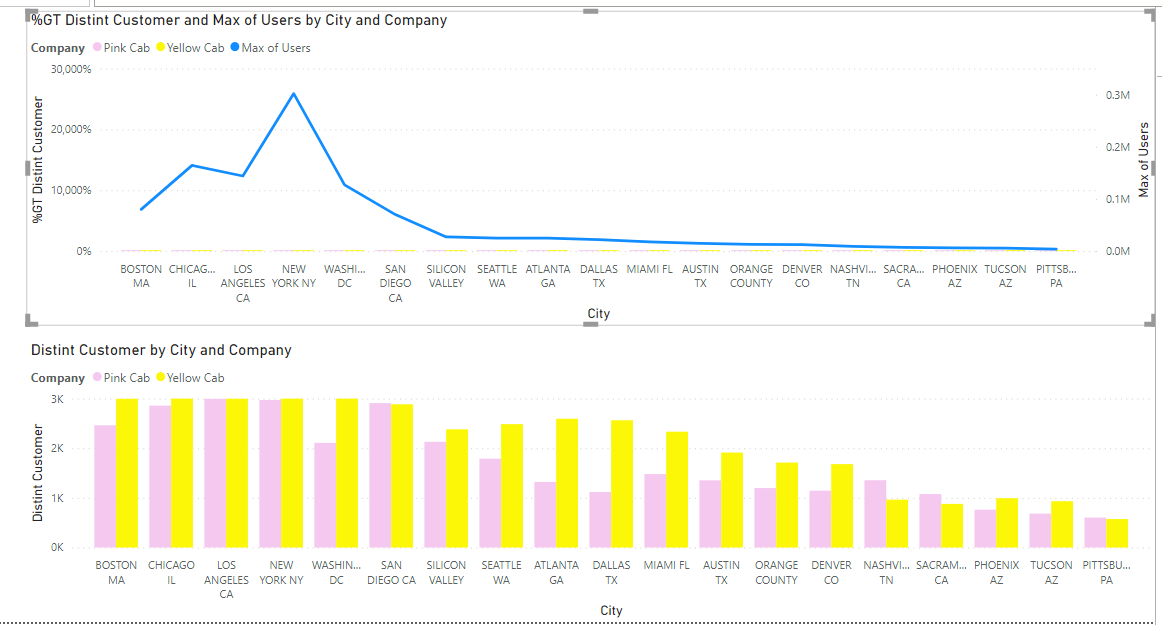 %GT Distint Customer and Max of Users by City and Company
Company Pink Cab Yellow Cab Max of Users
30,000%
20,000%
10,000%
0%
%GT Distint Customer
0.3M
0.2M
0.1M
0.0M
Max of Users
BOSTON MA
CHICAG... IL
LOS ANGELES CA
NEW YORK NY
WASHI... DC
SAN DIEGO CA
SILICON VALLEY
SEATTLE WA
ATLANTA GA
DALLAS TX
MIAMI FL
AUSTIN TX
ORANGE COUNTY
DENVER CO
NASHVI... TN
SACRA... CA
PHOENIX AZ
TUCSON AZ
PITTSB... PA
City
Distint Customer by City and Company
Company Pink Cab Yellow Cab
3K
2K
1K
0K
Distint Customer
BOSTON MA
CHICAGO IL
LOS ANGELES CA
NEW YORK NY
WASHIN... DC
SAN DIEGO CA
SILICON VALLEY
SEATTLE WA
ATLANTA GA
DALLAS TX
MIAMI FL
AUSTIN TX
ORANGE COUNTY
DENVER CO
NASHVI... TN
SACRAM... CA
PHOENIX AZ
TUCSON AZ
PITTSBU... PA
City